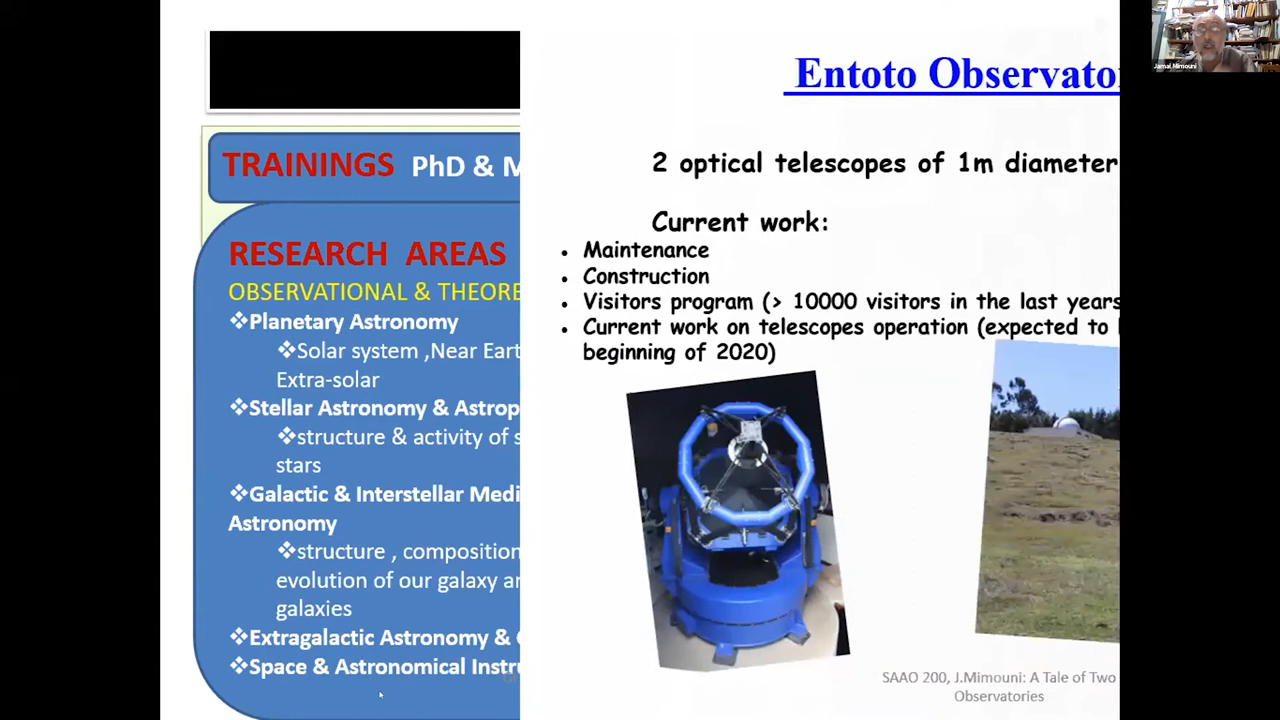 TRAININGS PhD & M
RESEARCH AREAS
OBSERVATIONAL & THEORE
❖Planetary Astronomy
❖Solar system ,Near Eart
Extra-solar
❖Stellar Astronomy & Astrop
❖structure & activity of s
stars
❖Galactic & Interstellar Medi
Astronomy
❖structure , composition
evolution of our galaxy an
galaxies
❖Extragalactic Astronomy &
❖Space & Astronomical Instru
Entoto Observato
2 optical telescopes of 1m diameter
Current work:
• Maintenance
• Construction
• Visitors program (> 10000 visitors in the last years
• Current work on telescopes operation (expected to
beginning of 2020)
SAAO 200, J.Mimouni: A Tale of Two
Observatories
Jamal Mimouni